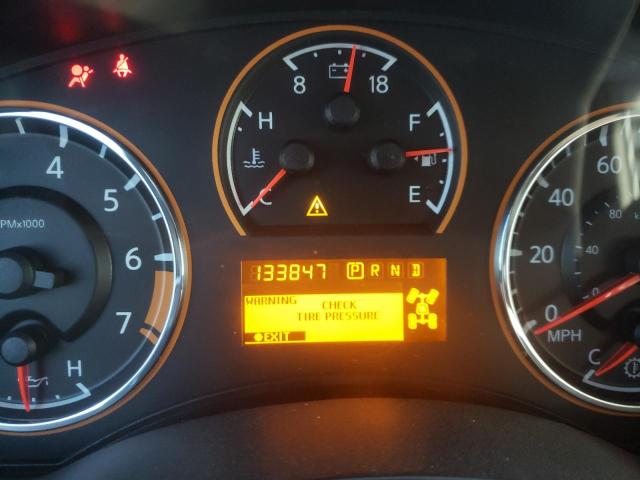 8 18
H F
C E
4
5
6
7
PMx1000
H
60
40
20
0
MPH
80
40
C
133847 P R N D
WARNING
CHECK
TIRE PRESSURE
EXIT